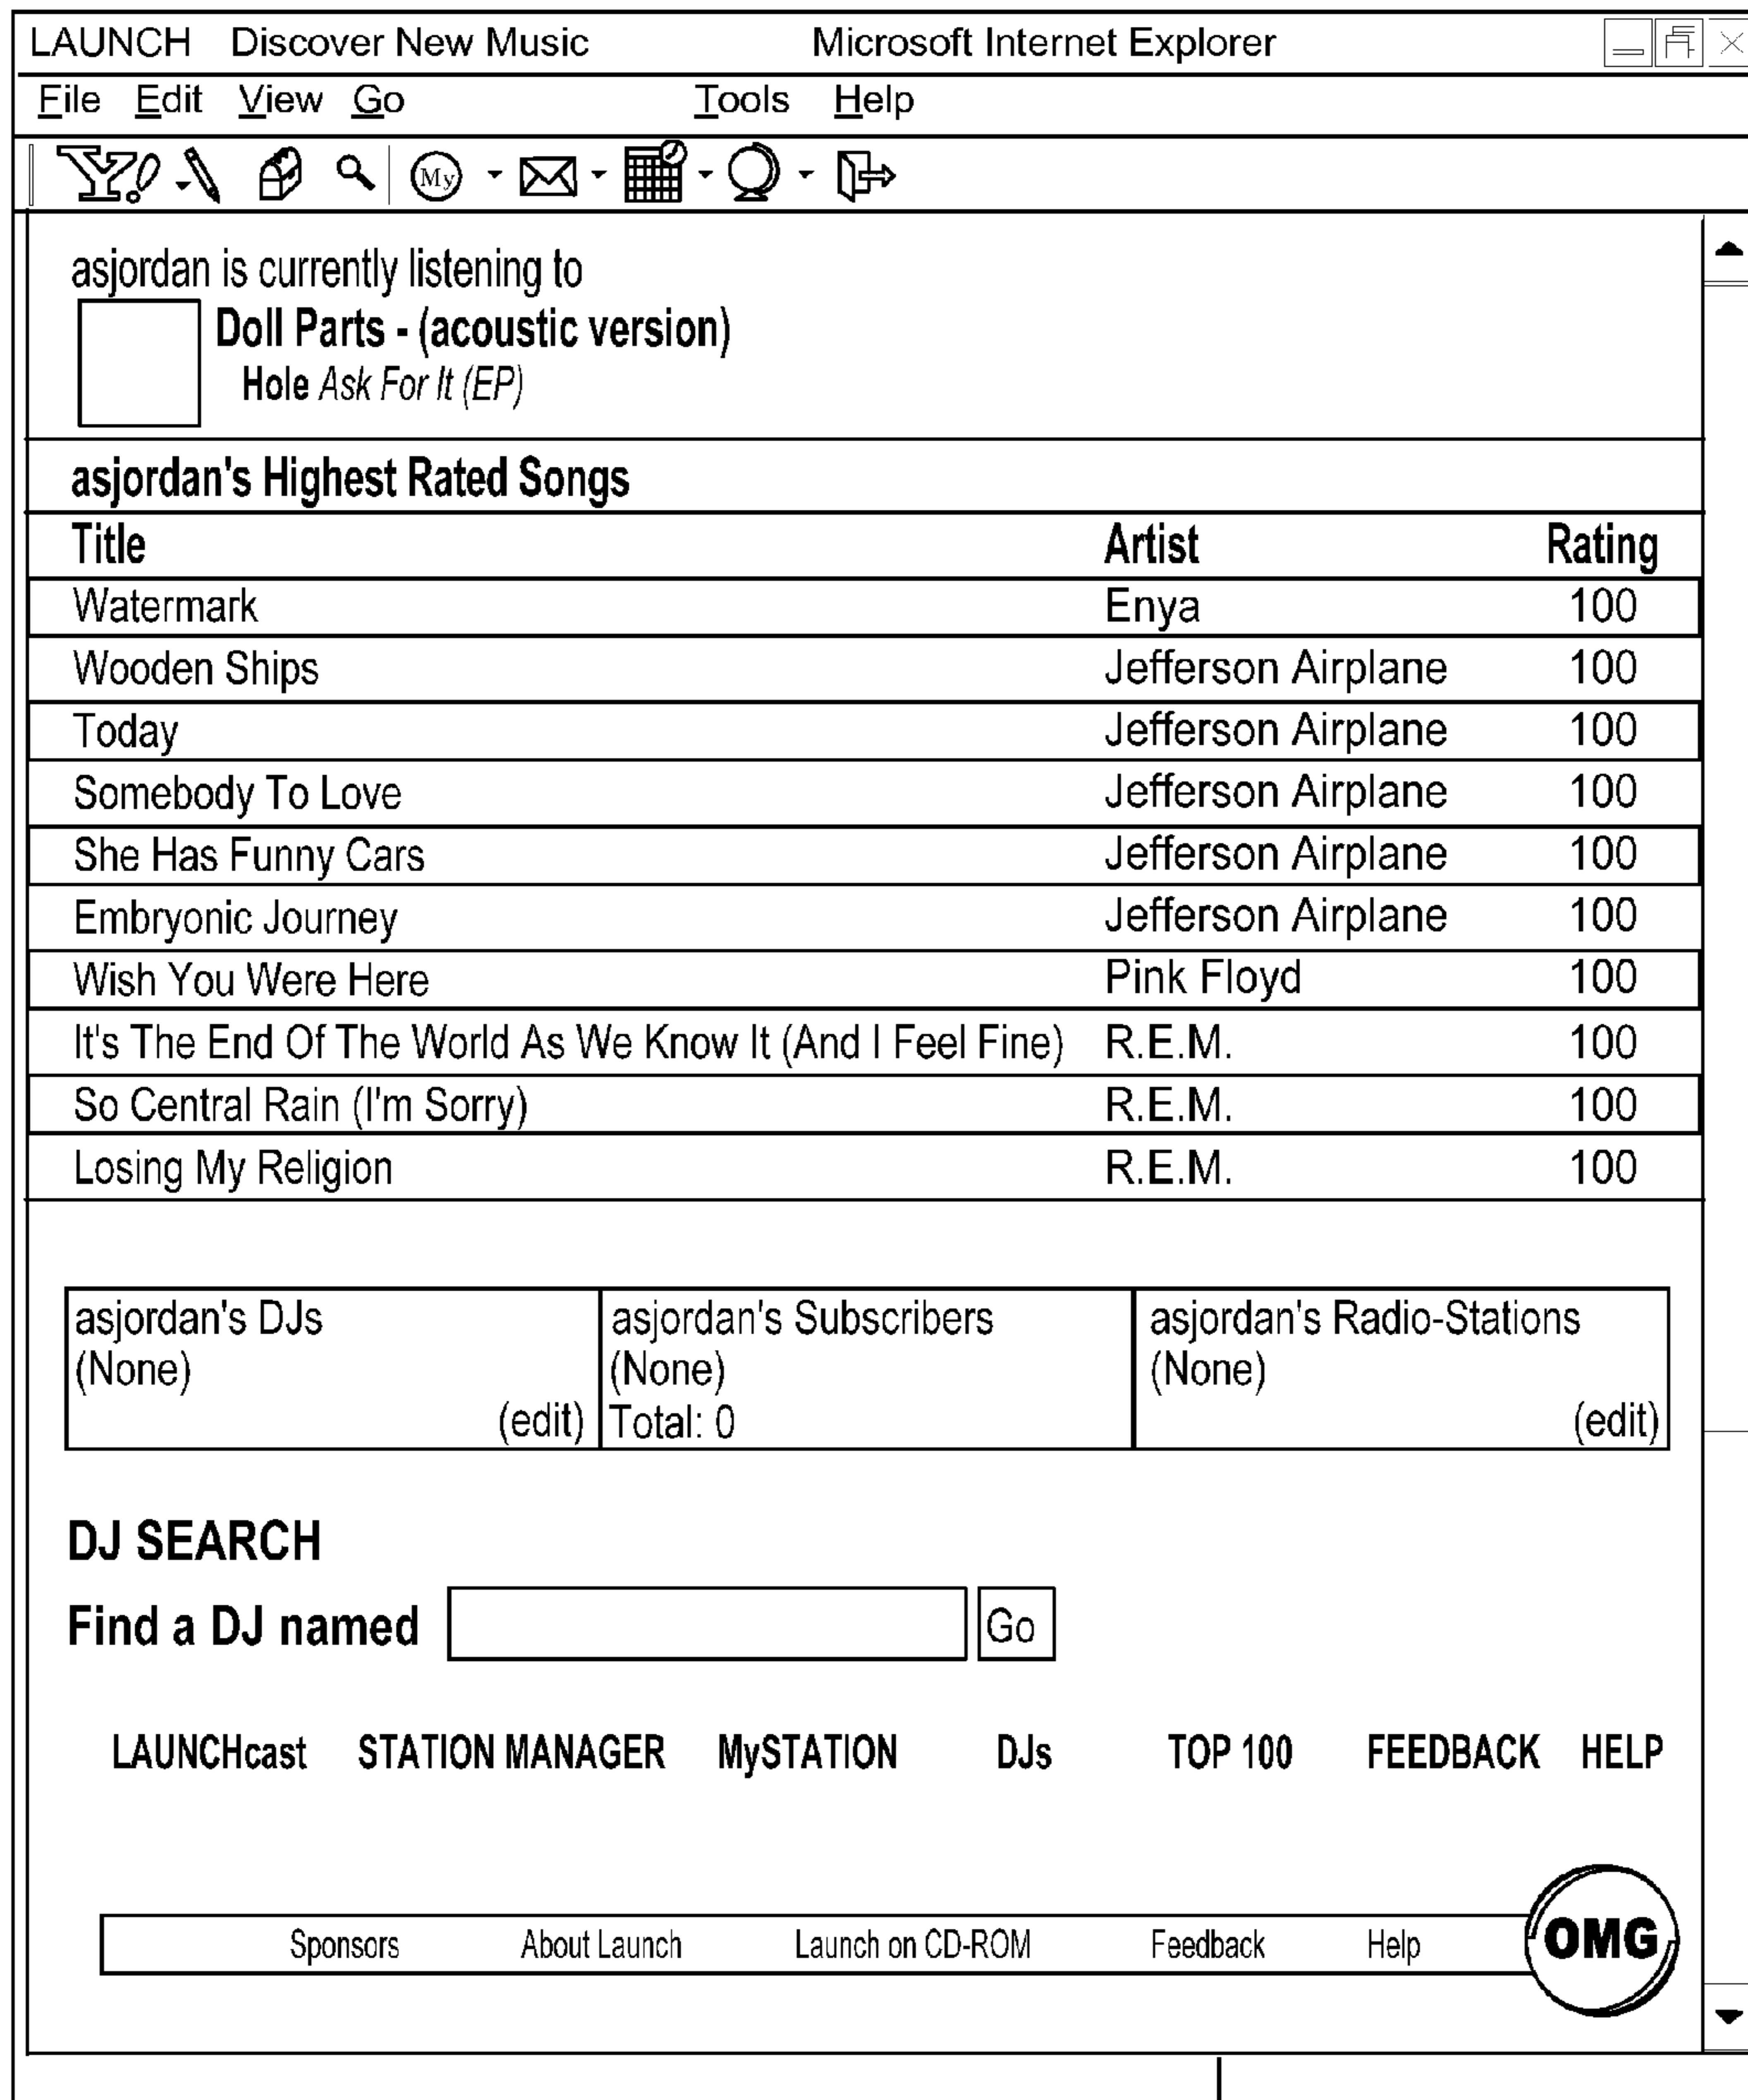 LAUNCH Discover New Music Microsoft Internet Explorer
File Edit View Go Tools Help
Y! My
asjordan is currently listening to
Doll Parts - (acoustic version)
Hole Ask For It (EP)
asjordan's Highest Rated Songs
Title Artist Rating
Watermark Enya 100
Wooden Ships Jefferson Airplane 100
Today Jefferson Airplane 100
Somebody To Love Jefferson Airplane 100
She Has Funny Cars Jefferson Airplane 100
Embryonic Journey Jefferson Airplane 100
Wish You Were Here Pink Floyd 100
It's The End Of The World As We Know It (And I Feel Fine) R.E.M. 100
So Central Rain (I'm Sorry) R.E.M. 100
Losing My Religion R.E.M. 100
asjordan's DJs asjordan's Subscribers asjordan's Radio-Stations
(None) (None) (None)
(edit) Total: 0 (edit)
DJ SEARCH
Find a DJ named Go
LAUNCHcast STATION MANAGER MySTATION DJs TOP 100 FEEDBACK HELP
Sponsors About Launch Launch on CD-ROM Feedback Help OMG